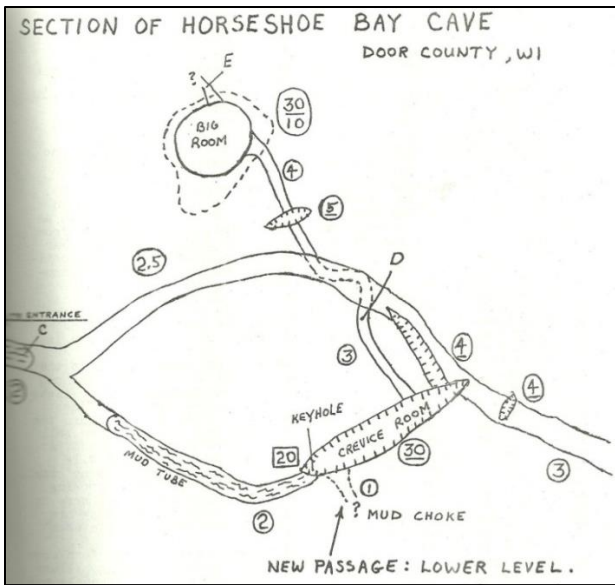 SECTION OF HORSESHOE BAY CAVE
DOOR COUNTY, WI
? E
BIG
ROOM
30
10
4
5
2.5
D
ENTRANCE
C
3
4
4
KEYHOLE
CREVICE ROOM
20
30
3
MUD TUBE
1
2
? MUD CHOKE
NEW PASSAGE: LOWER LEVEL.